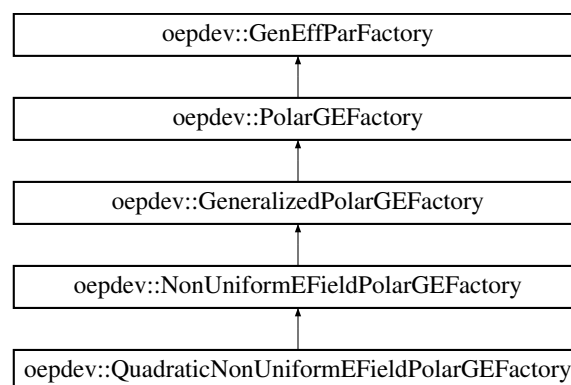 oepdev::GenEffParFactory
oepdev::PolarGEFactory
oepdev::GeneralizedPolarGEFactory
oepdev::NonUniformEFieldPolarGEFactory
oepdev::QuadraticNonUniformEFieldPolarGEFactory